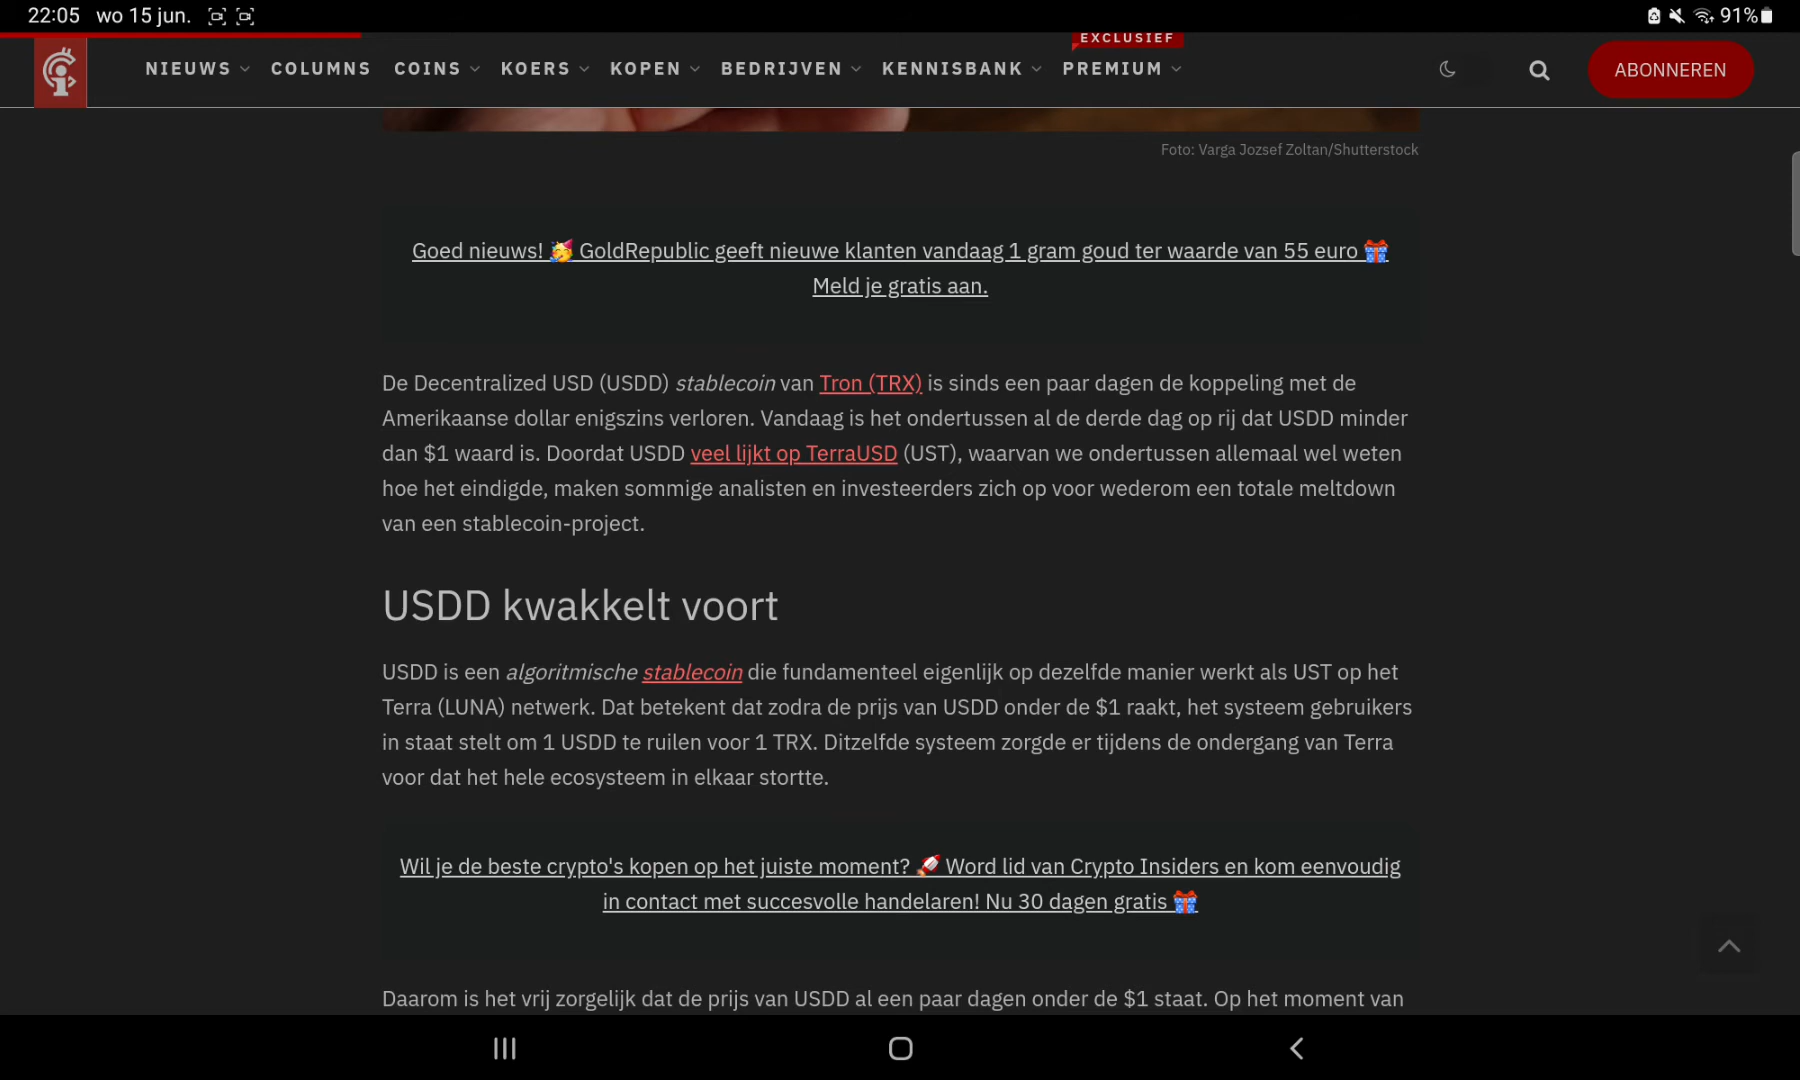 22:05 wo 15 jun. 91%
EXCLUSIEF
NIEUWS COLUMNS COINS KOERS KOPEN BEDRIJVEN KENNISBANK PREMIUM ABONNEREN
Foto: Varga Jozsef Zoltan/Shutterstock
Goed nieuws! 🥳 GoldRepublic geeft nieuwe klanten vandaag 1 gram goud ter waarde van 55 euro 🎁
Meld je gratis aan.
De Decentralized USD (USDD) stablecoin van Tron (TRX) is sinds een paar dagen de koppeling met de
Amerikaanse dollar enigszins verloren. Vandaag is het ondertussen al de derde dag op rij dat USDD minder
dan $1 waard is. Doordat USDD veel lijkt op TerraUSD (UST), waarvan we ondertussen allemaal wel weten
hoe het eindigde, maken sommige analisten en investeerders zich op voor wederom een totale meltdown
van een stablecoin-project.
USDD kwakkelt voort
USDD is een algoritmische stablecoin die fundamenteel eigenlijk op dezelfde manier werkt als UST op het
Terra (LUNA) netwerk. Dat betekent dat zodra de prijs van USDD onder de $1 raakt, het systeem gebruikers
in staat stelt om 1 USDD te ruilen voor 1 TRX. Ditzelfde systeem zorgde er tijdens de ondergang van Terra
voor dat het hele ecosysteem in elkaar stortte.
Wil je de beste crypto's kopen op het juiste moment? 🚀 Word lid van Crypto Insiders en kom eenvoudig
in contact met succesvolle handelaren! Nu 30 dagen gratis 🎁
Daarom is het vrij zorgelijk dat de prijs van USDD al een paar dagen onder de $1 staat. Op het moment van